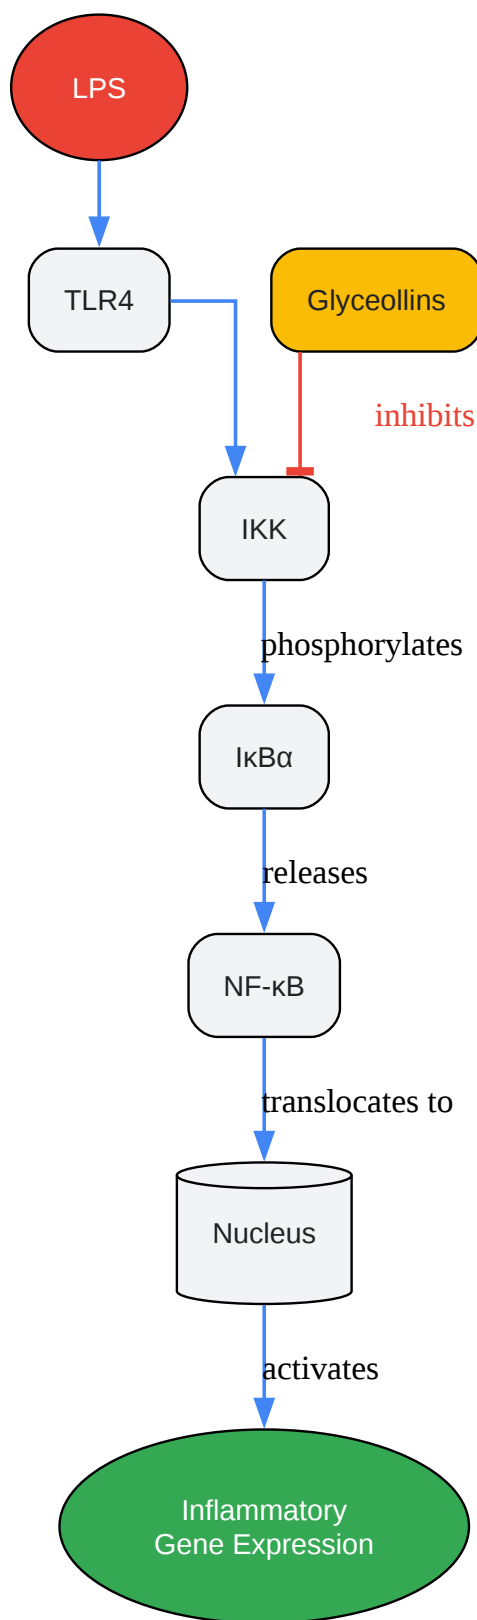 LPS
TLR4
Glyceollins
inhibits
IKK
phosphorylates
IκBα
releases
NF-κB
translocates to
Nucleus
activates
Inflammatory
Gene Expression